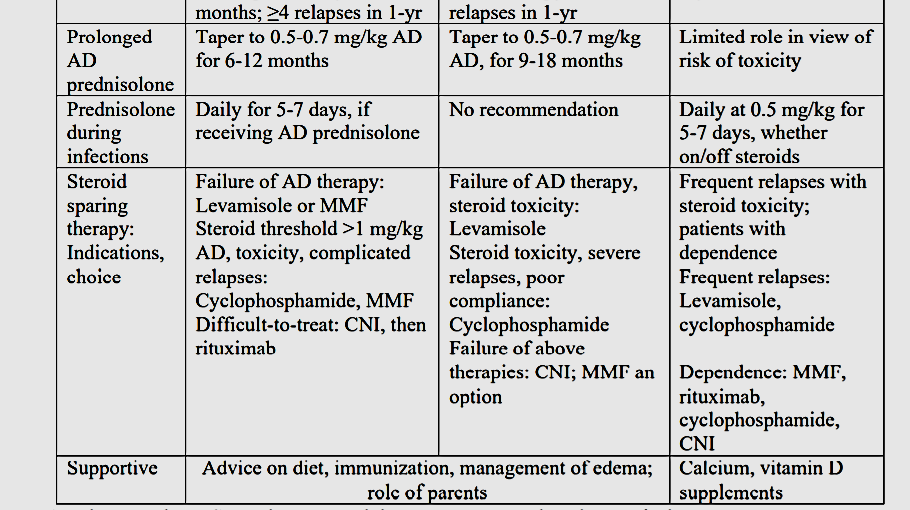 months; ≥4 relapses in 1-yr
relapses in 1-yr
Prolonged
AD
prednisolone
Taper to 0.5-0.7 mg/kg AD
for 6-12 months
Taper to 0.5-0.7 mg/kg
AD, for 9-18 months
Limited role in view of
risk of toxicity
Prednisolone
during
infections
Daily for 5-7 days, if
receiving AD prednisolone
No recommendation
Daily at 0.5 mg/kg for
5-7 days, whether
on/off steroids
Steroid
sparing
therapy:
Indications,
choice
Failure of AD therapy:
Levamisole or MMF
Steroid threshold >1 mg/kg
AD, toxicity, complicated
relapses:
Cyclophosphamide, MMF
Difficult-to-treat: CNI, then
rituximab
Failure of AD therapy,
steroid toxicity:
Levamisole
Steroid toxicity, severe
relapses, poor
compliance:
Cyclophosphamide
Failure of above
therapies: CNI; MMF an
option
Frequent relapses with
steroid toxicity;
patients with
dependence
Frequent relapses:
Levamisole,
cyclophosphamide
Dependence: MMF,
rituximab,
cyclophosphamide,
CNI
Supportive
Advice on diet, immunization, management of edema;
role of parents
Calcium, vitamin D
supplements